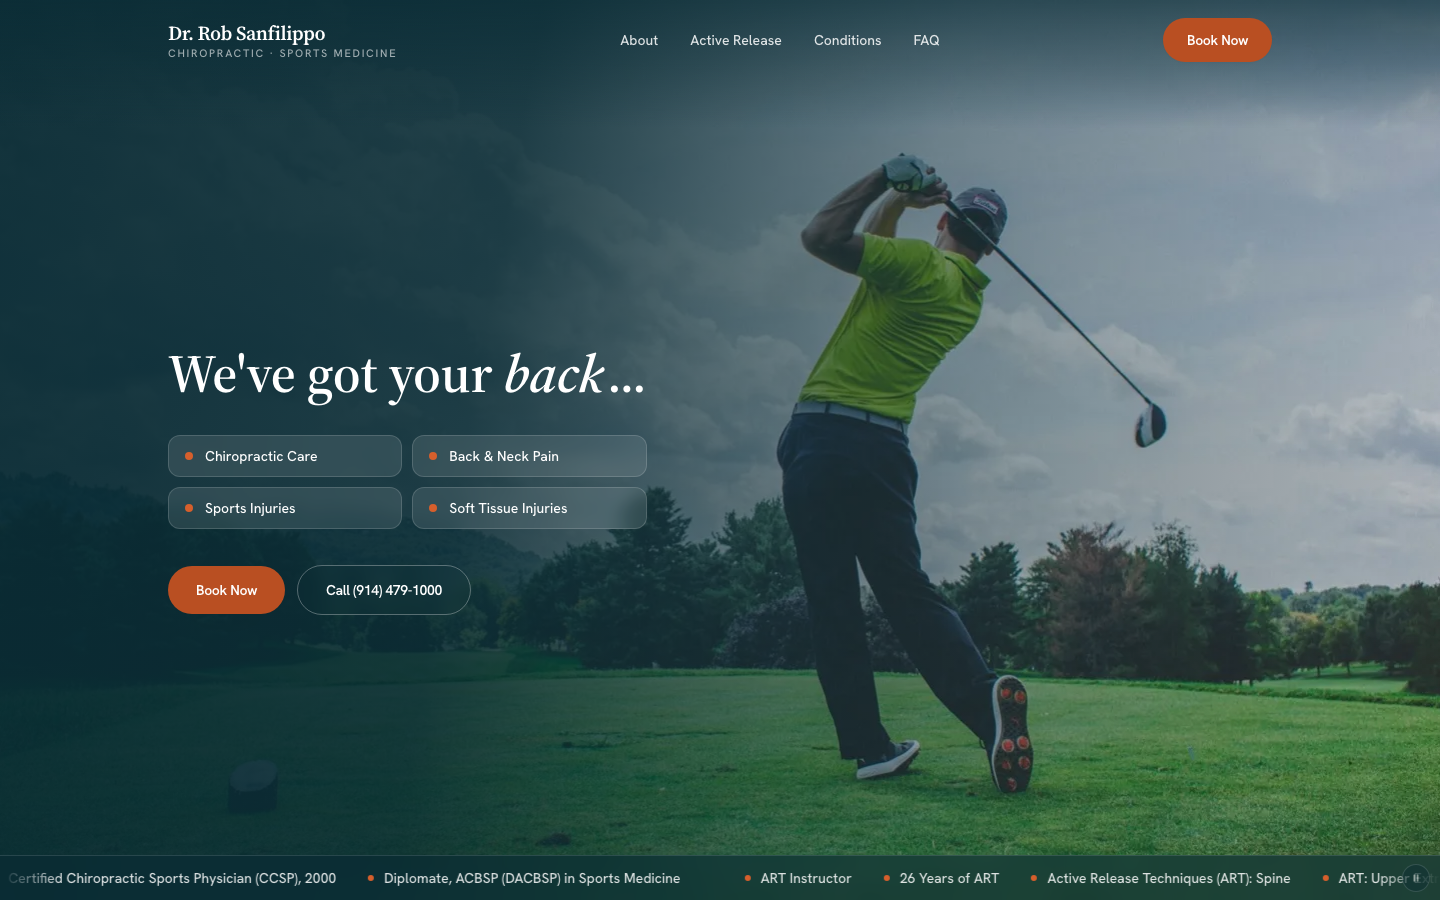 Dr. Rob Sanfilippo
CHIROPRACTIC · SPORTS MEDICINE
About
Active Release
Conditions
FAQ
Book Now
We've got your back...
Chiropractic Care
Back & Neck Pain
Sports Injuries
Soft Tissue Injuries
Book Now
Call (914) 479-1000
Certified Chiropractic Sports Physician (CCSP), 2000
Diplomate, ACBSP (DACBSP) in Sports Medicine
ART Instructor
26 Years of ART
Active Release Techniques (ART): Spine
ART: Upper